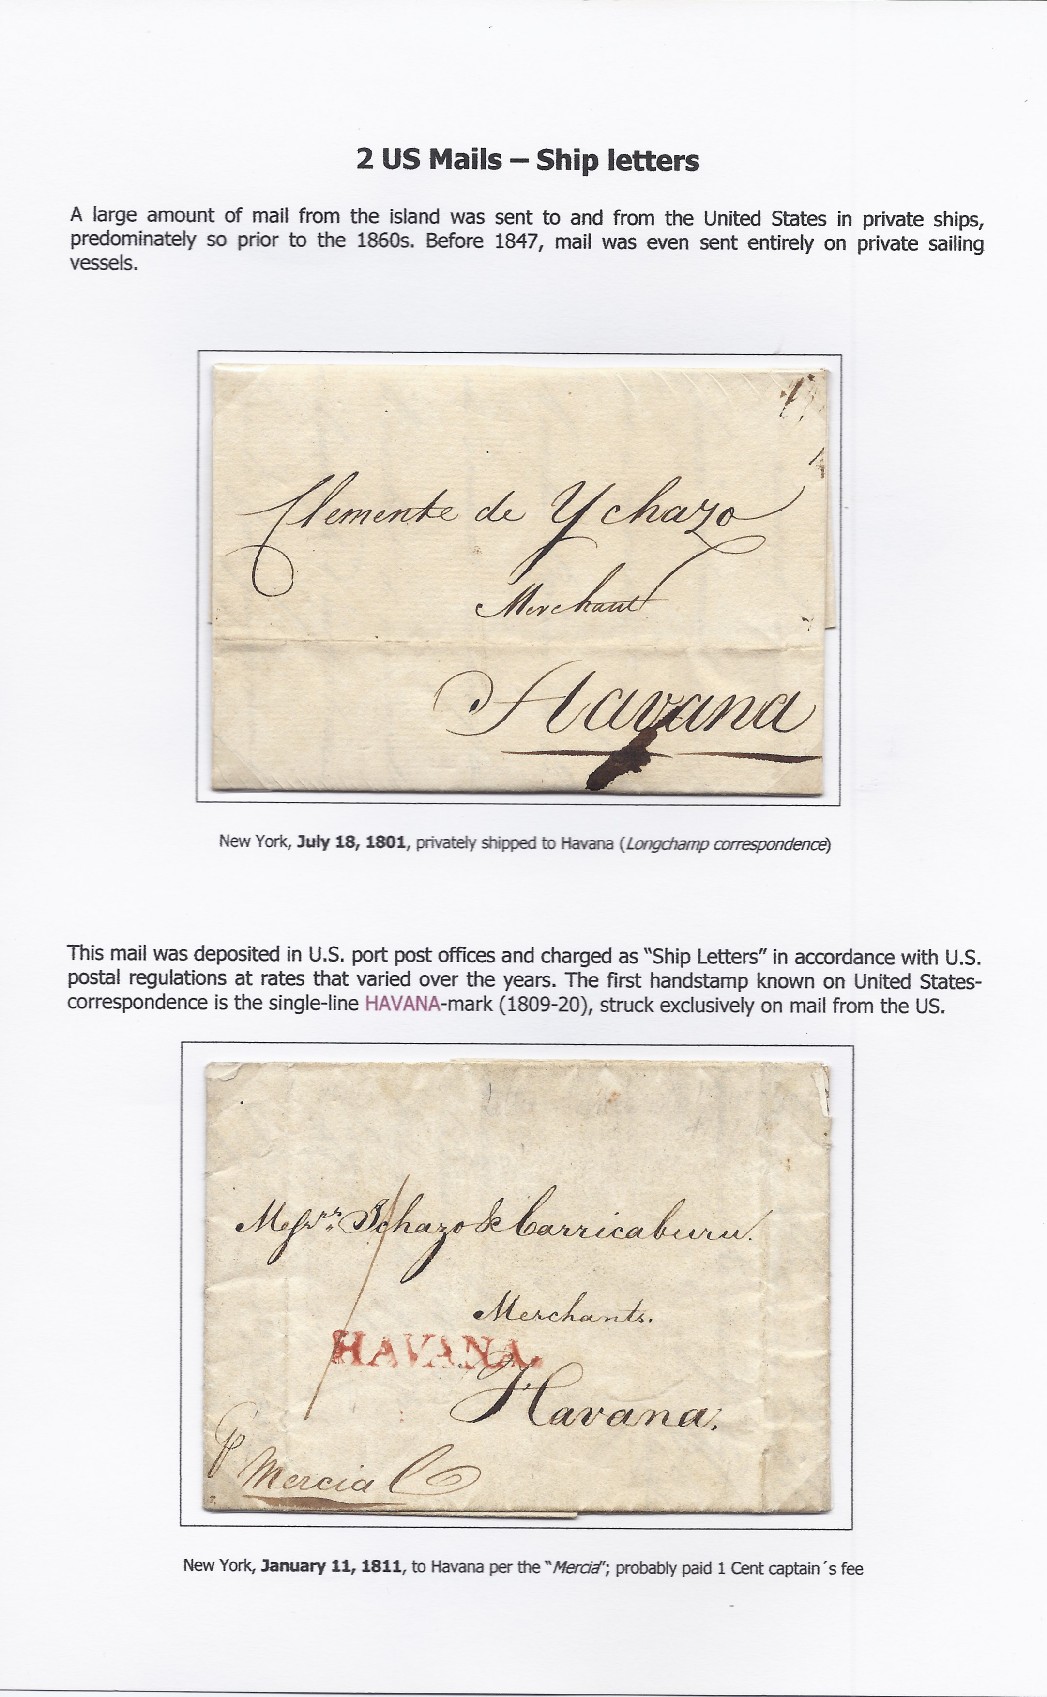 2 US Mails – Ship letters
A large amount of mail from the island was sent to and from the United States in private ships,
predominately so prior to the 1860s. Before 1847, mail was even sent entirely on private sailing
vessels.
Clemente de Ychazo
Merchant
Havana
New York, July 18, 1801, privately shipped to Havana (Longchamp correspondence)
This mail was deposited in U.S. port post offices and charged as “Ship Letters” in accordance with U.S.
postal regulations at rates that varied over the years. The first handstamp known on United States-
correspondence is the single-line HAVANA-mark (1809-20), struck exclusively on mail from the US.
Messrs. Ychazo & Carricaburu.
Merchants.
HAVANA.
Havana.
P Mercia
New York, January 11, 1811, to Havana per the “Mercia”; probably paid 1 Cent captain´s fee